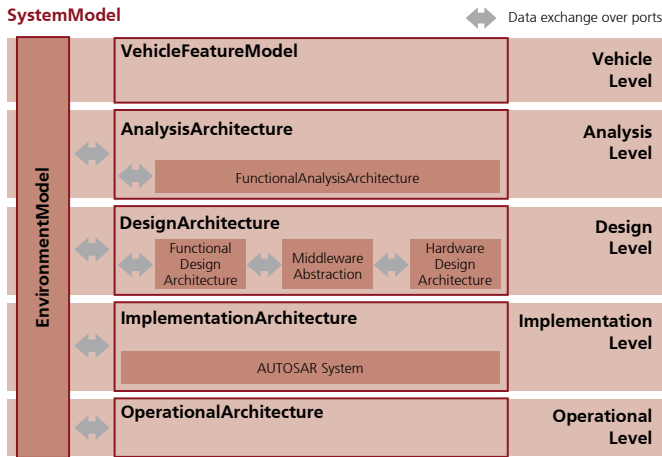 SystemModel
Data exchange over ports
EnvironmentModel
VehicleFeatureModel
Vehicle
Level
AnalysisArchitecture
FunctionalAnalysisArchitecture
Analysis
Level
DesignArchitecture
Functional
Design
Architecture
Middleware
Abstraction
Hardware
Design
Architecture
Design
Level
ImplementationArchitecture
AUTOSAR System
Implementation
Level
OperationalArchitecture
Operational
Level